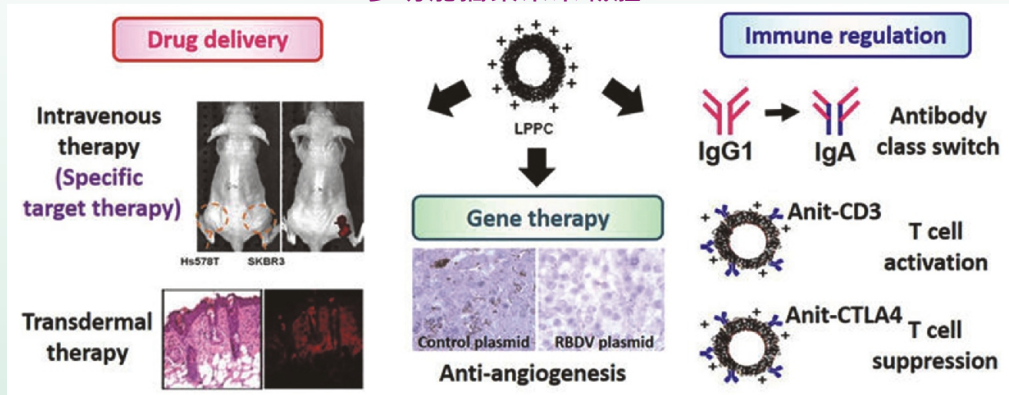 Drug delivery
Intravenous
therapy
(Specific
target therapy)
Hs578T
SKBR3
Transdermal
therapy
LPPC
Gene therapy
Control plasmid
RBDV plasmid
Anti-angiogenesis
Immune regulation
IgG1
IgA
Antibody
class switch
Anit-CD3
T cell
activation
Anit-CTLA4
T cell
suppression